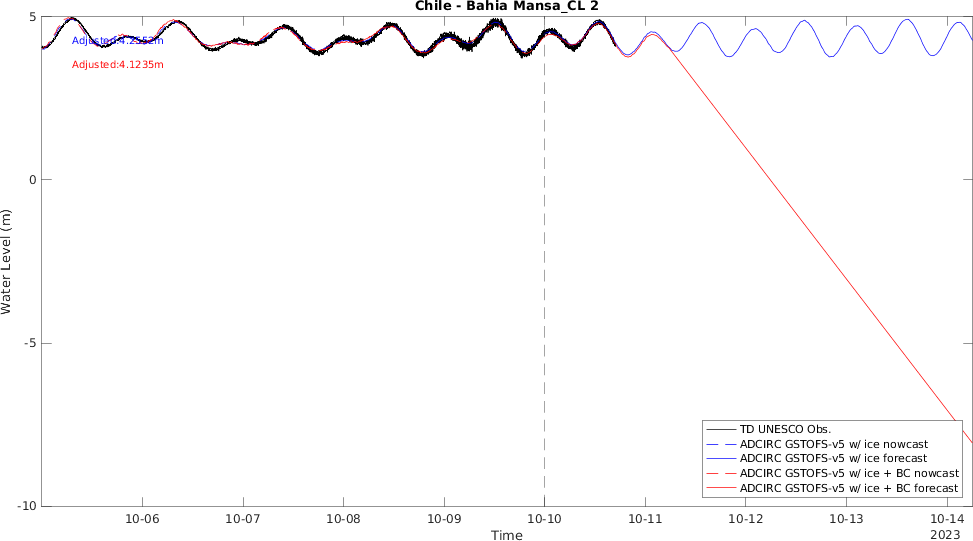 Chile - Bahia Mansa_CL 2
5
0
-5
-10
Water Level (m)
Adjusted:4.1235m
TD UNESCO Obs.
ADCIRC GSTOFS-v5 w/ ice nowcast
ADCIRC GSTOFS-v5 w/ ice forecast
ADCIRC GSTOFS-v5 w/ ice + BC nowcast
ADCIRC GSTOFS-v5 w/ ice + BC forecast
10-06 10-07 10-08 10-09 10-10 10-11 10-12 10-13 10-14
Time
2023